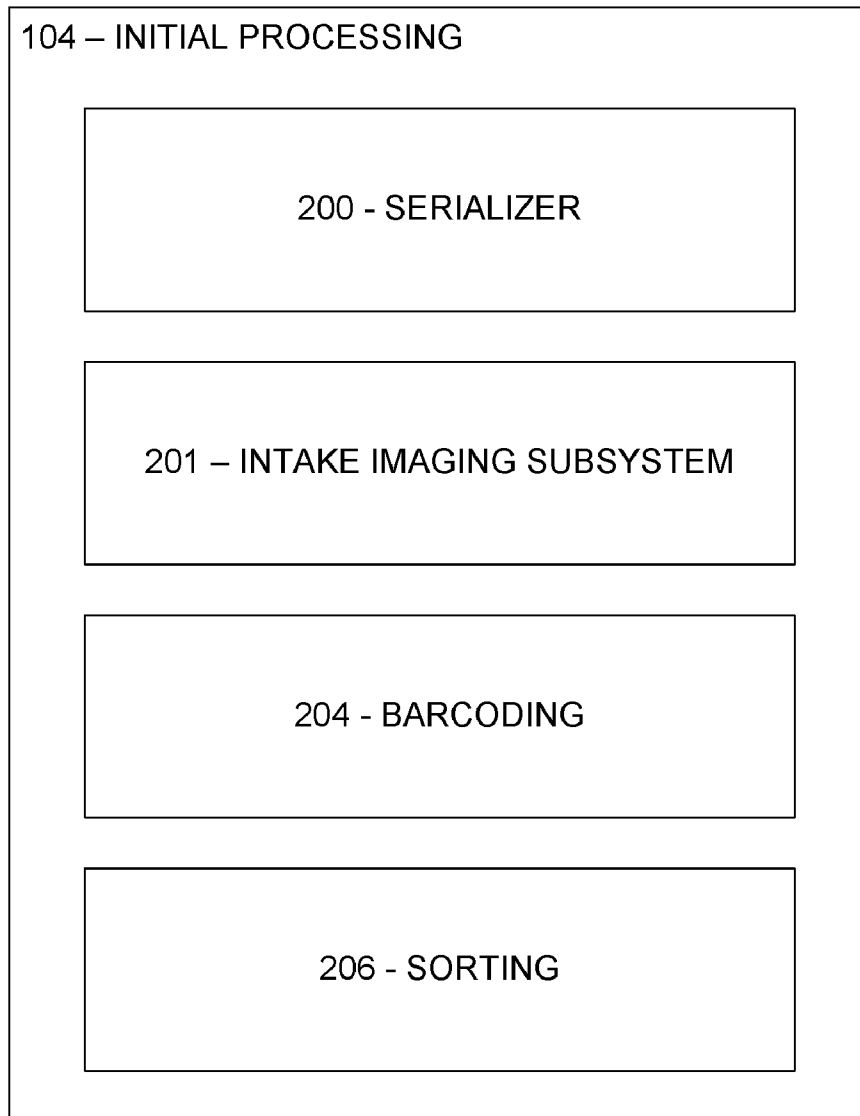 104 – INITIAL PROCESSING
200 - SERIALIZER
201 – INTAKE IMAGING SUBSYSTEM
204 - BARCODING
206 - SORTING